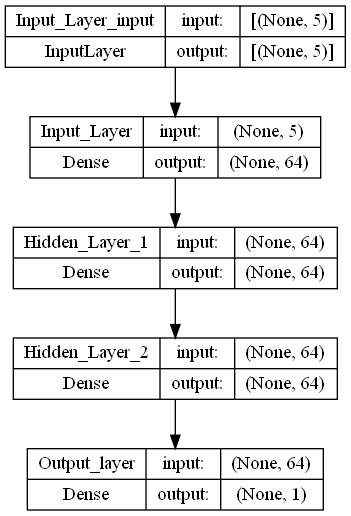 Input_Layer_input input: [(None, 5)]
InputLayer output: [(None, 5)]
Input_Layer input: (None, 5)
Dense output: (None, 64)
Hidden_Layer_1 input: (None, 64)
Dense output: (None, 64)
Hidden_Layer_2 input: (None, 64)
Dense output: (None, 64)
Output_layer input: (None, 64)
Dense output: (None, 1)